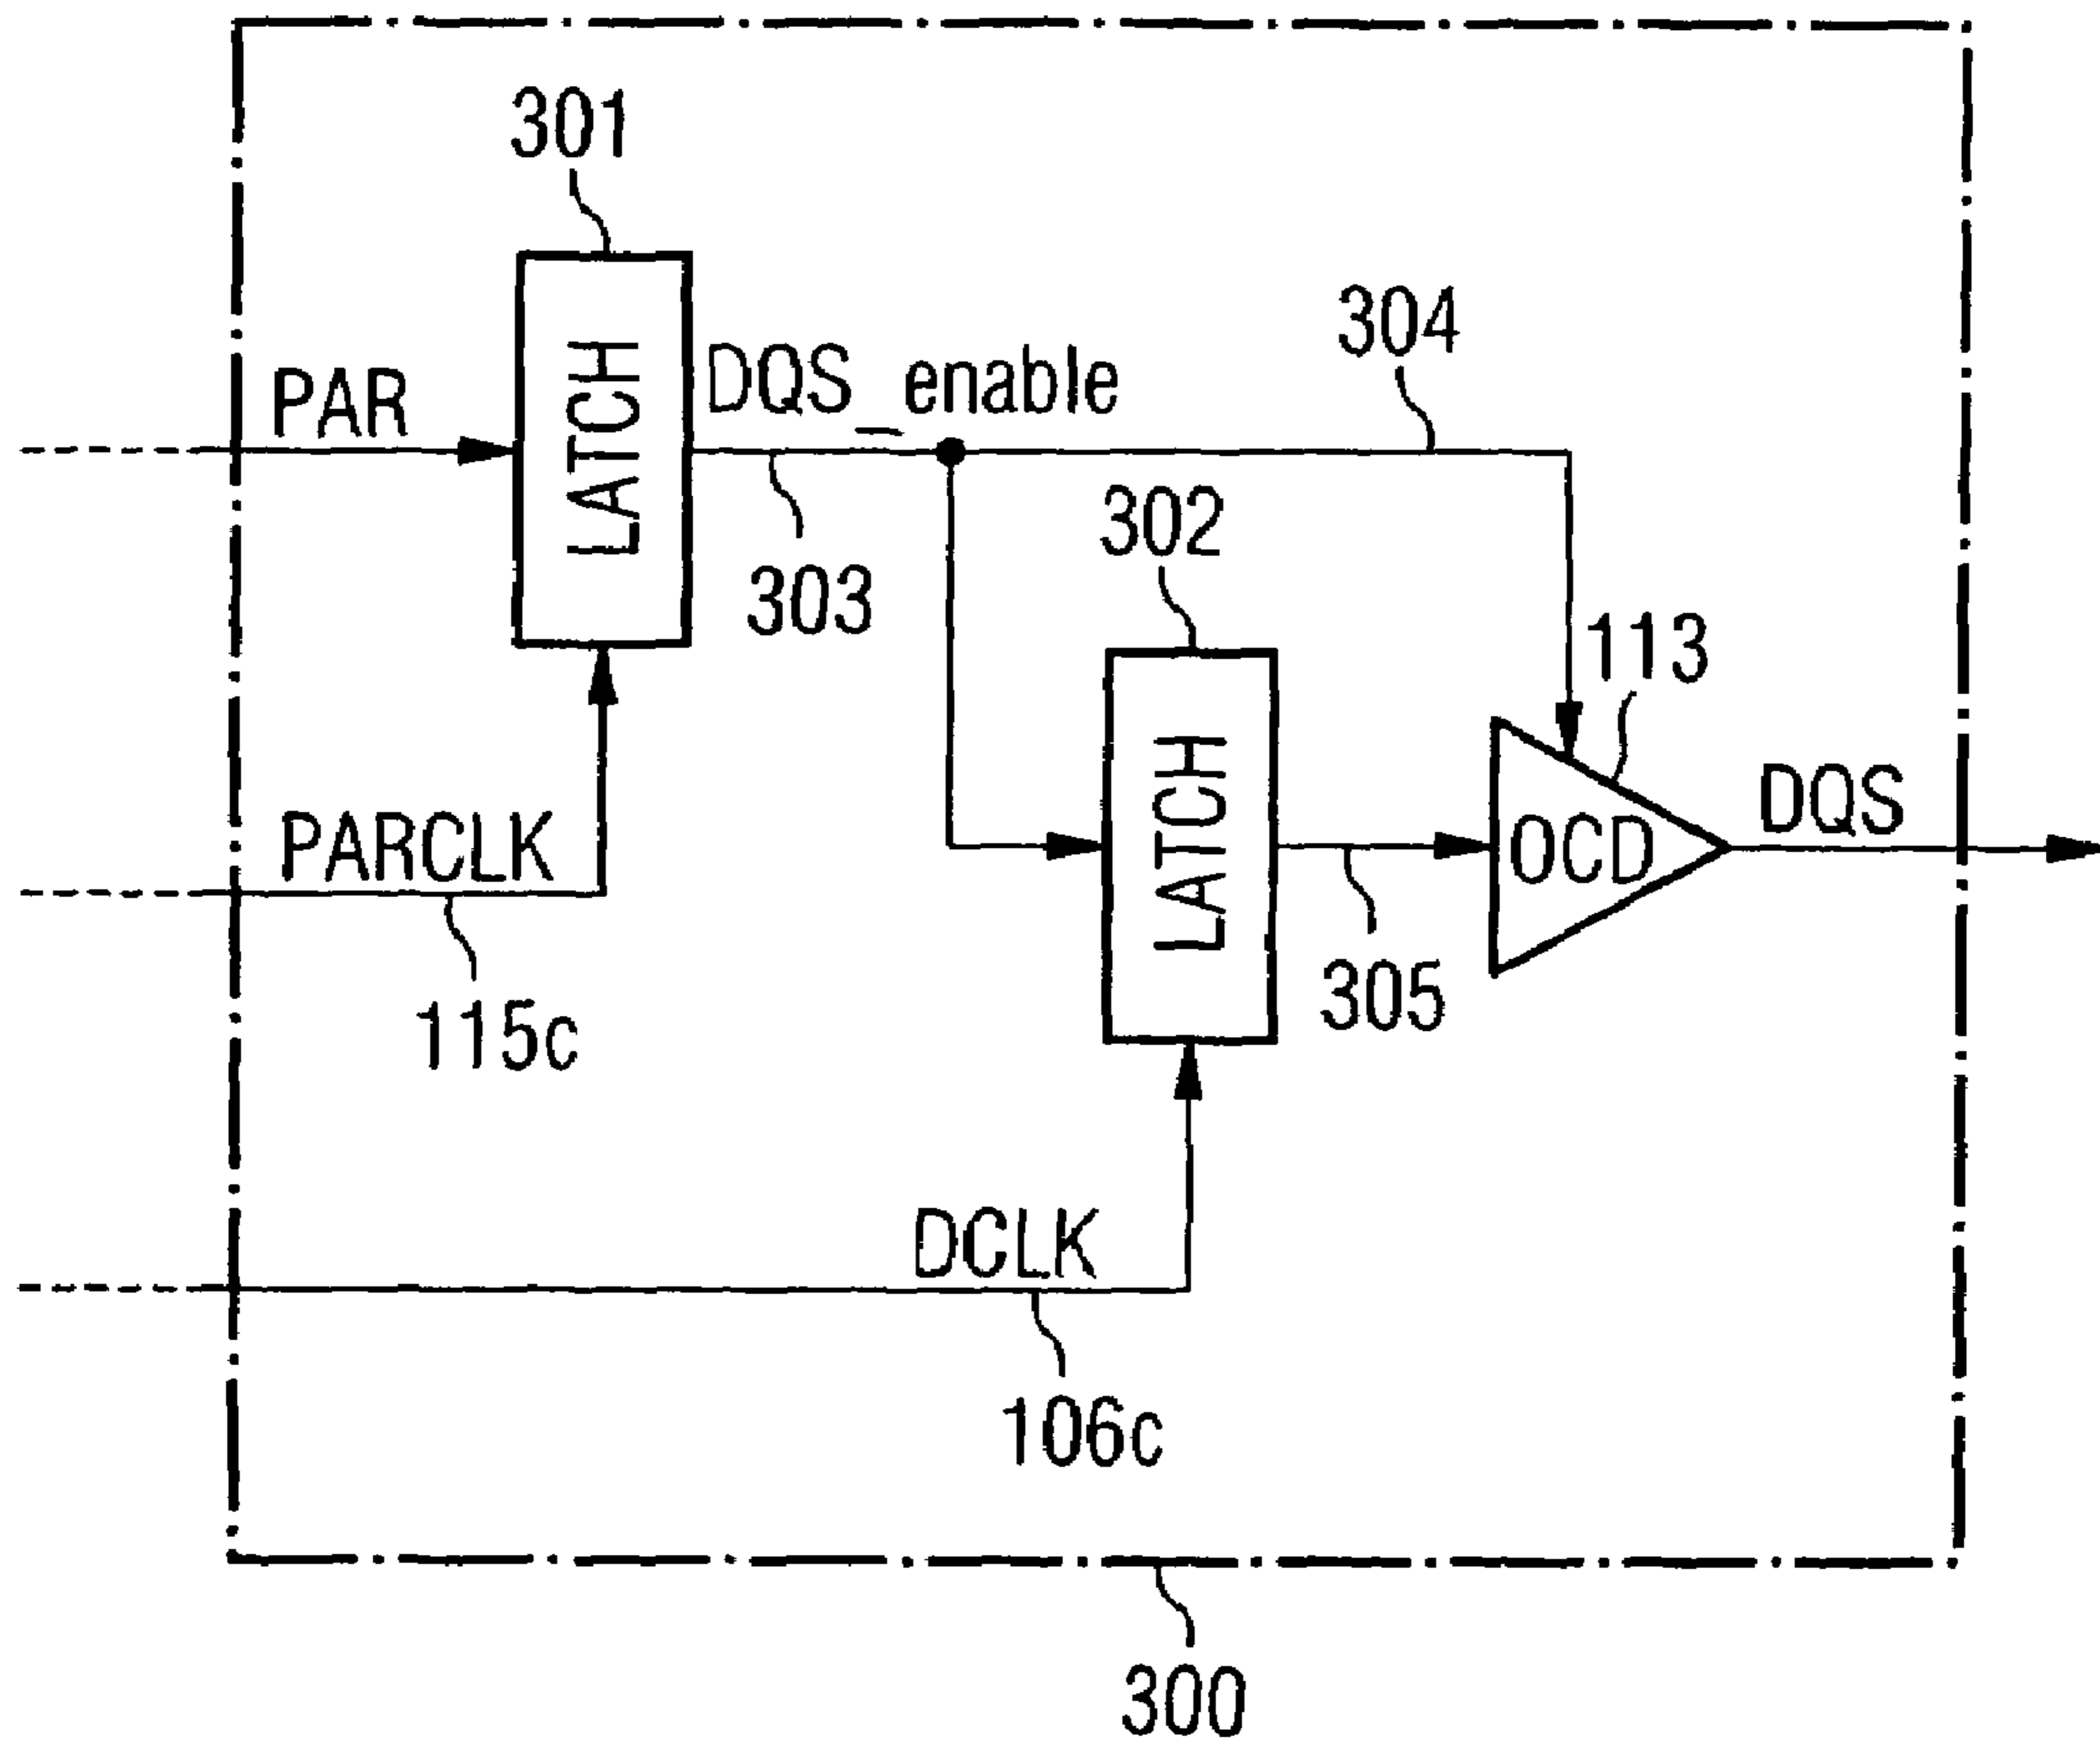 301
304
PAR
LATCH
DQS_enable
302
303
113
PARCLK
LATCH
OCD
DQS
305
115c
DCLK
106c
300